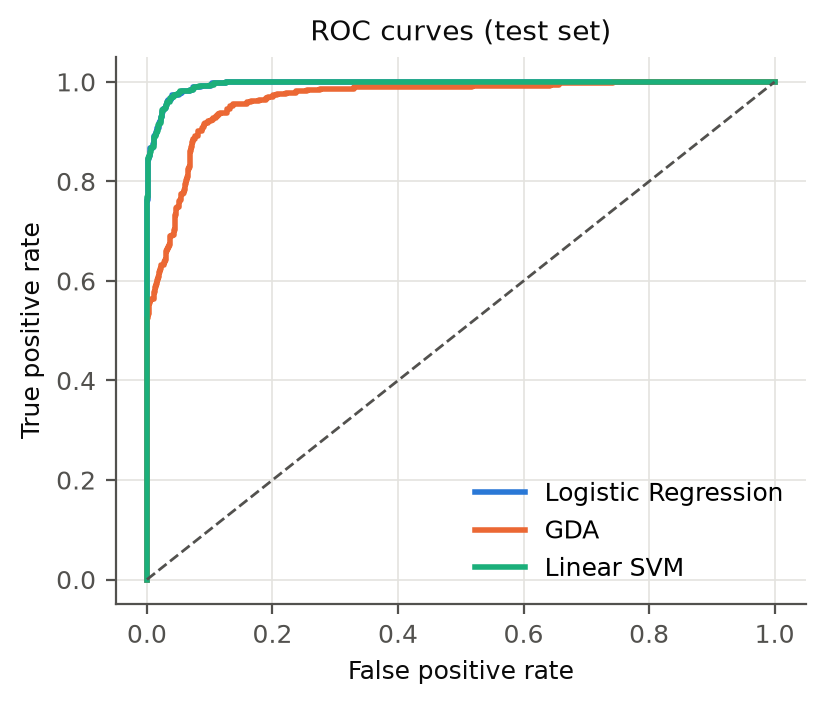 ROC curves (test set)
True positive rate
1.0
0.8
0.6
0.4
0.2
0.0
Logistic Regression
GDA
Linear SVM
0.0 0.2 0.4 0.6 0.8 1.0
False positive rate